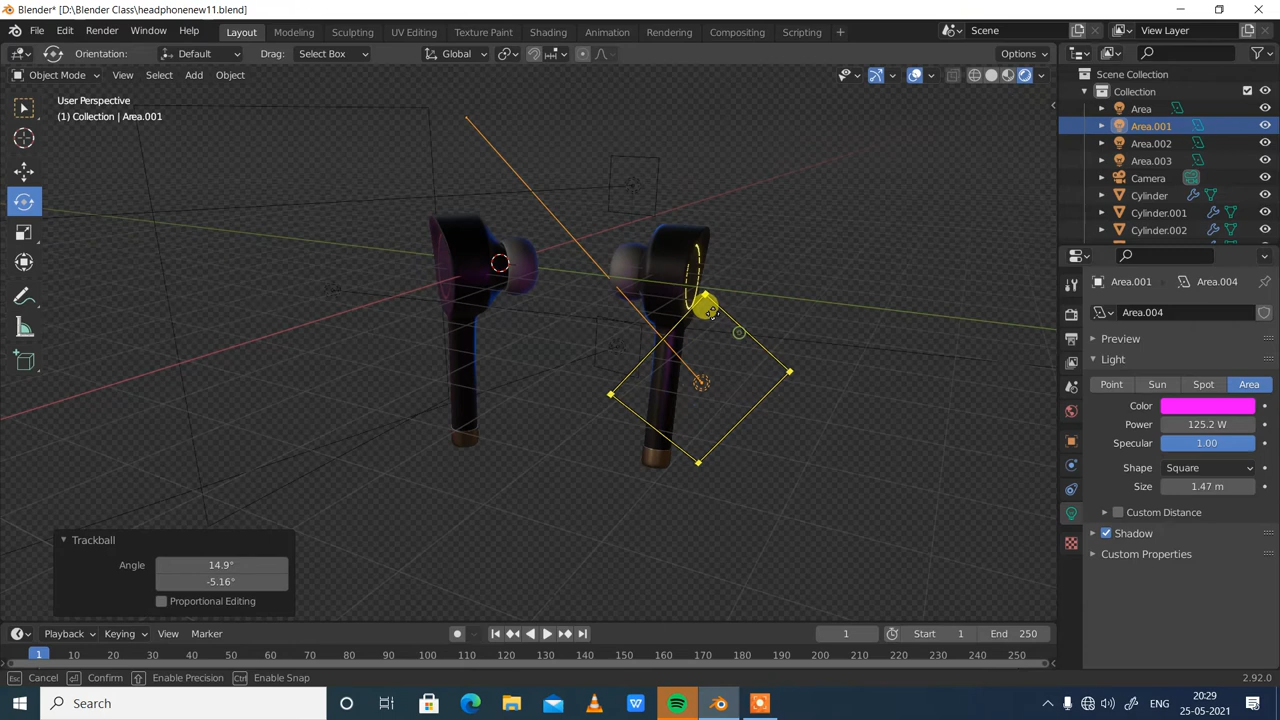 Blender* [D:\Blender Class\headphonenew11.blend]
File Edit Render Window Help Layout Modeling Sculpting UV Editing Texture Paint Shading Animation Rendering Compositing Scripting + Scene View Layer
Orientation: Default Drag: Select Box Global Options
Object Mode View Select Add Object
Scene Collection
Collection
User Perspective
(1) Collection | Area.001
Area
Area.001
Area.002
Area.003
Camera
Cylinder
Cylinder.001
Cylinder.002
Area.001 Area.004
Area.004
Preview
Light
Point Sun Spot Area
Color
Power 125.2 W
Specular 1.00
Shape Square
Size 1.47 m
Custom Distance
Shadow
Custom Properties
Trackball
Angle 14.9°
-5.16°
Proportional Editing
Playback Keying View Marker 1 Start 1 End 250
1 10 20 30 40 50 60 70 80 90 100 110 120 130 140 150 160 170 180 190 200 210 220 230 240 250
Esc Cancel Confirm Enable Precision Ctrl Enable Snap 2.92.0
Search ENG 20:29
25-05-2021